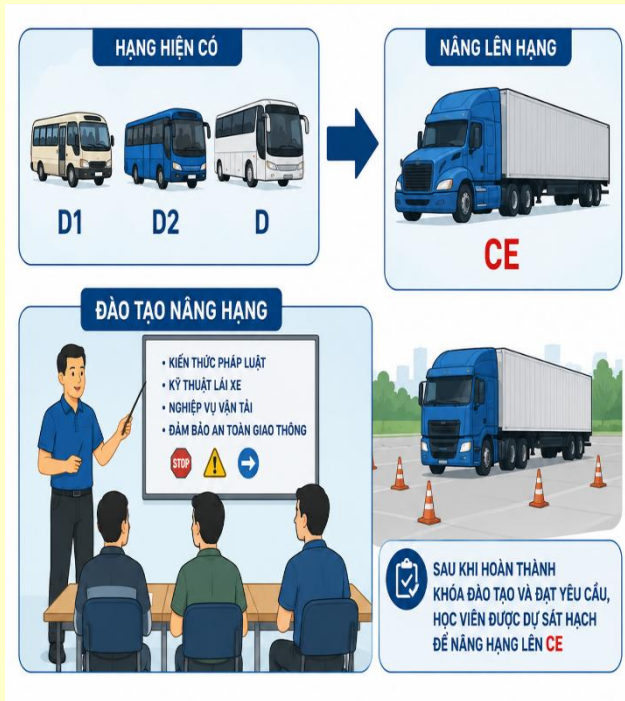 HẠNG HIỆN CÓ
D1
D2
D
NÂNG LÊN HẠNG
CE
ĐÀO TẠO NÂNG HẠNG
• KIẾN THỨC PHÁP LUẬT
• KỸ THUẬT LÁI XE
• NGHIỆP VỤ VẬN TẢI
• ĐẢM BẢO AN TOÀN GIAO THÔNG
STOP
SAU KHI HOÀN THÀNH
KHÓA ĐÀO TẠO VÀ ĐẠT YÊU CẦU,
HỌC VIÊN ĐƯỢC DỰ SÁT HẠCH
ĐỂ NÂNG HẠNG LÊN CE